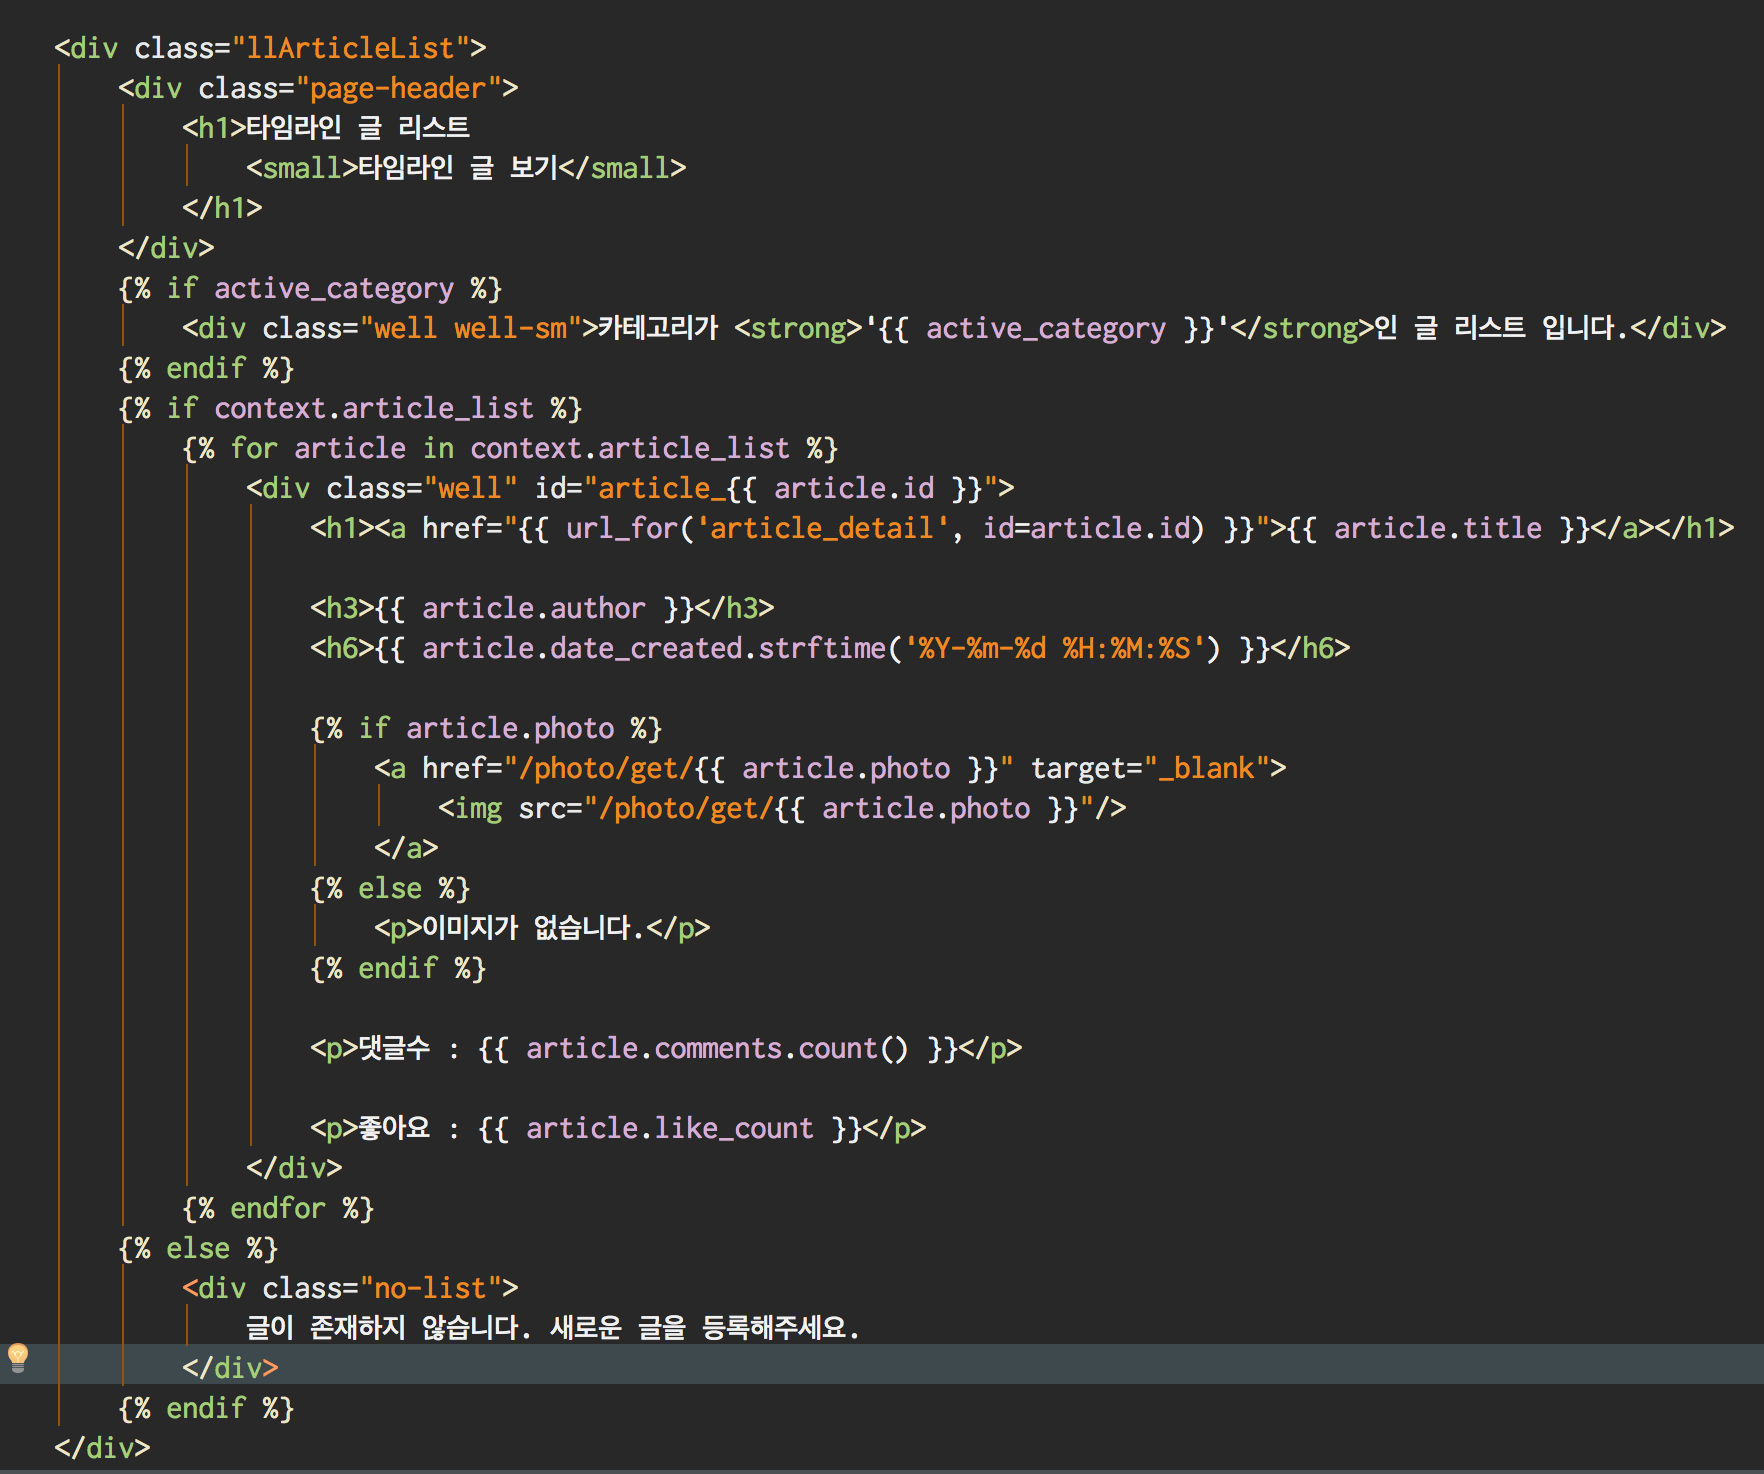 <div class="llArticleList">
    <div class="page-header">
        <h1>타임라인 글 리스트
            <small>타임라인 글 보기</small>
        </h1>
    </div>
    {% if active_category %}
        <div class="well well-sm">카테고리가 <strong>'{{ active_category }}'</strong>인 글 리스트 입니다.</div>
    {% endif %}
    {% if context.article_list %}
        {% for article in context.article_list %}
            <div class="well" id="article_{{ article.id }}">
                <h1><a href="{{ url_for('article_detail', id=article.id) }}">{{ article.title }}</a></h1>
                <h3>{{ article.author }}</h3>
                <h6>{{ article.date_created.strftime('%Y-%m-%d %H:%M:%S') }}</h6>
                {% if article.photo %}
                    <a href="/photo/get/{{ article.photo }}" target="_blank">
                        <img src="/photo/get/{{ article.photo }}"/>
                    </a>
                {% else %}
                    <p>이미지가 없습니다.</p>
                {% endif %}
                <p>댓글수 : {{ article.comments.count() }}</p>
                <p>좋아요 : {{ article.like_count }}</p>
            </div>
        {% endfor %}
    {% else %}
        <div class="no-list">
            글이 존재하지 않습니다. 새로운 글을 등록해주세요.
        </div>
    {% endif %}
</div>